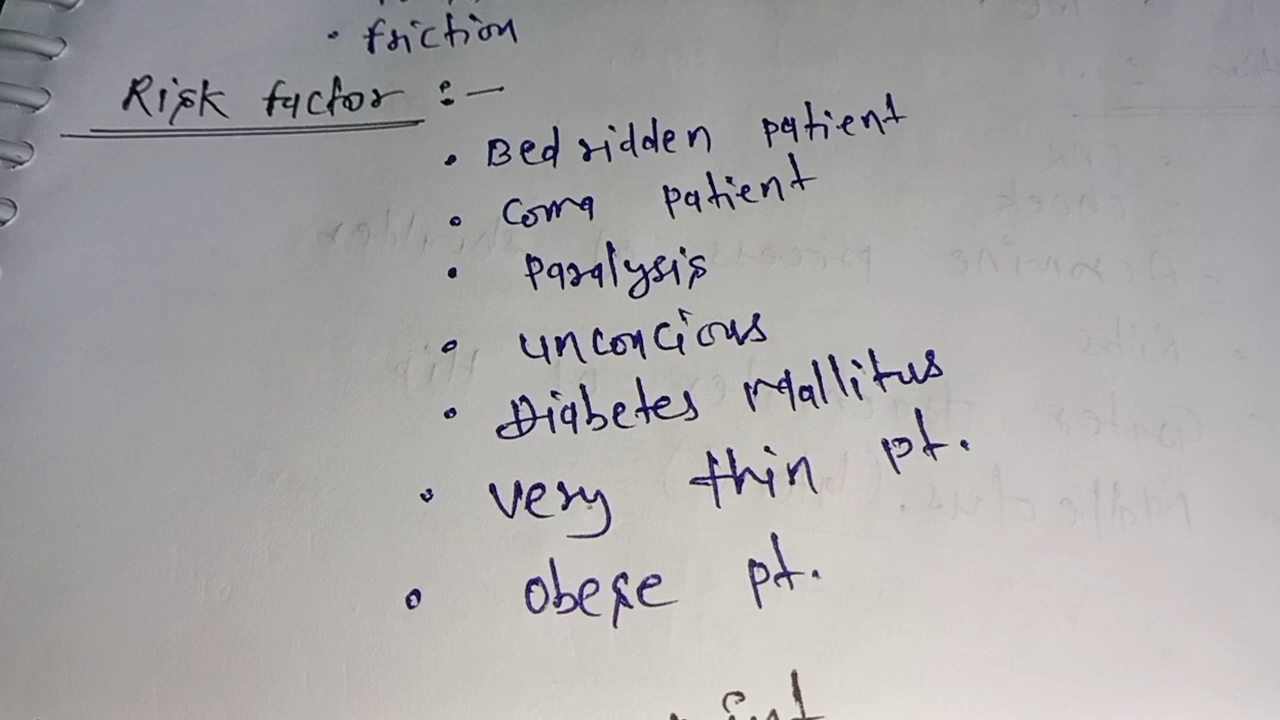 • friction
Risk factor :-
• Bed ridden patient
• Coma patient
• Paralysis
• unconcious
• Diabetes Mallitus
• very thin pt.
• obese pt.